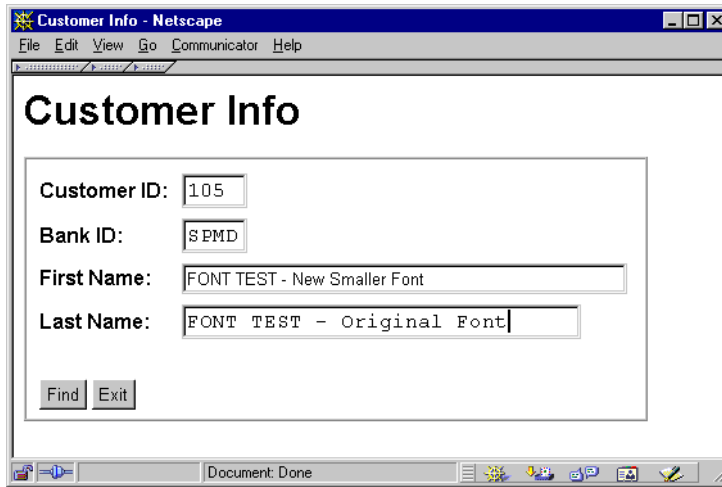 Customer Info - Netscape
File Edit View Go Communicator Help
Customer Info
Customer ID: 105
Bank ID: SPMD
First Name: FONT TEST - New Smaller Font
Last Name: FONT TEST - Original Font
Find Exit
Document: Done